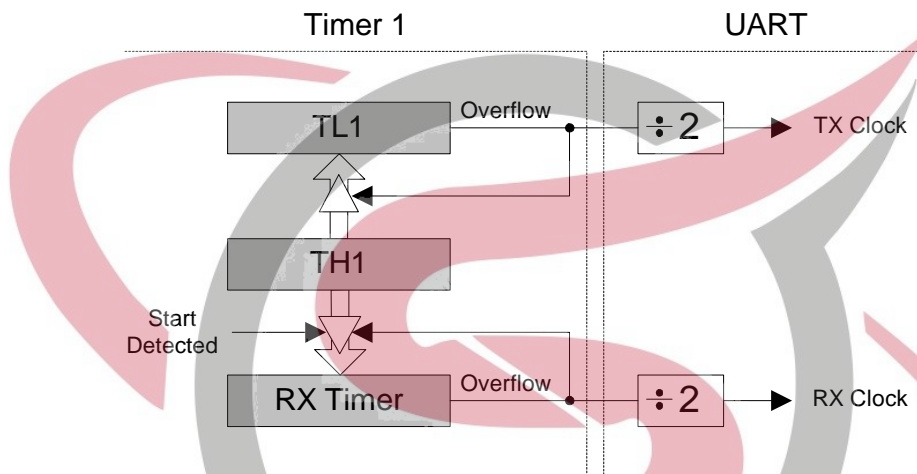 Timer 1
UART
TL1
Overflow
÷2
TX Clock
TH1
Start
Detected
RX Timer
Overflow
÷2
RX Clock